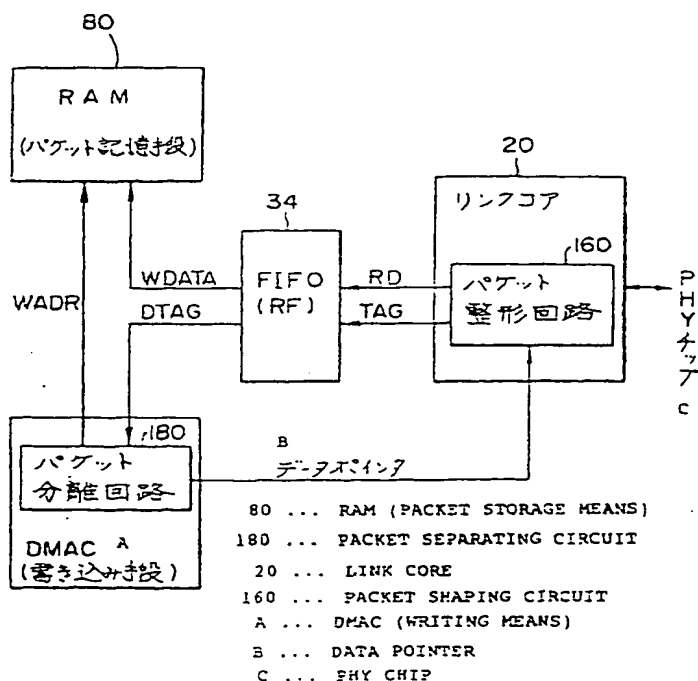 80
RAM
(パケット記憶手段)
20
リンクコア
34
160
FIFO
(RF)
WDATA
DTAG
RD
TAG
パケット
整形回路
PHYチップ
C
WADR
180
パケット
分離回路
DMAC A
(書き込み手段)
B
データポインタ
80 ... RAM (PACKET STORAGE MEANS)
180 ... PACKET SEPARATING CIRCUIT
20 ... LINK CORE
160 ... PACKET SHAPING CIRCUIT
A ... DMAC (WRITING MEANS)
B ... DATA POINTER
C ... PHY CHIP